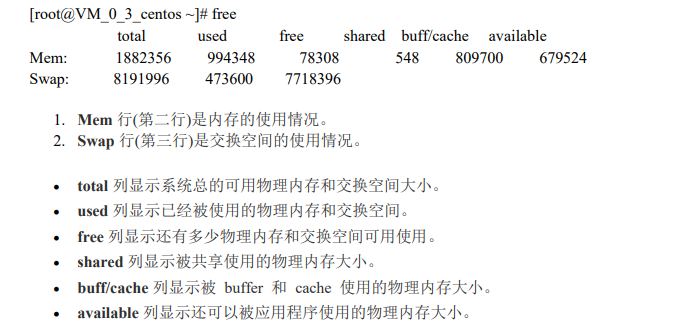 [root@VM_0_3_centos ~]# free
total used free shared buff/cache available
Mem: 1882356 994348 78308 548 809700 679524
Swap: 8191996 473600 7718396
1. Mem 行(第二行)是内存的使用情况。
2. Swap 行(第三行)是交换空间的使用情况。
• total 列显示系统总的可用物理内存和交换空间大小。
• used 列显示已经被使用的物理内存和交换空间。
• free 列显示还有多少物理内存和交换空间可用使用。
• shared 列显示被共享使用的物理内存大小。
• buff/cache 列显示被 buffer 和 cache 使用的物理内存大小。
• available 列显示还可以被应用程序使用的物理内存大小。